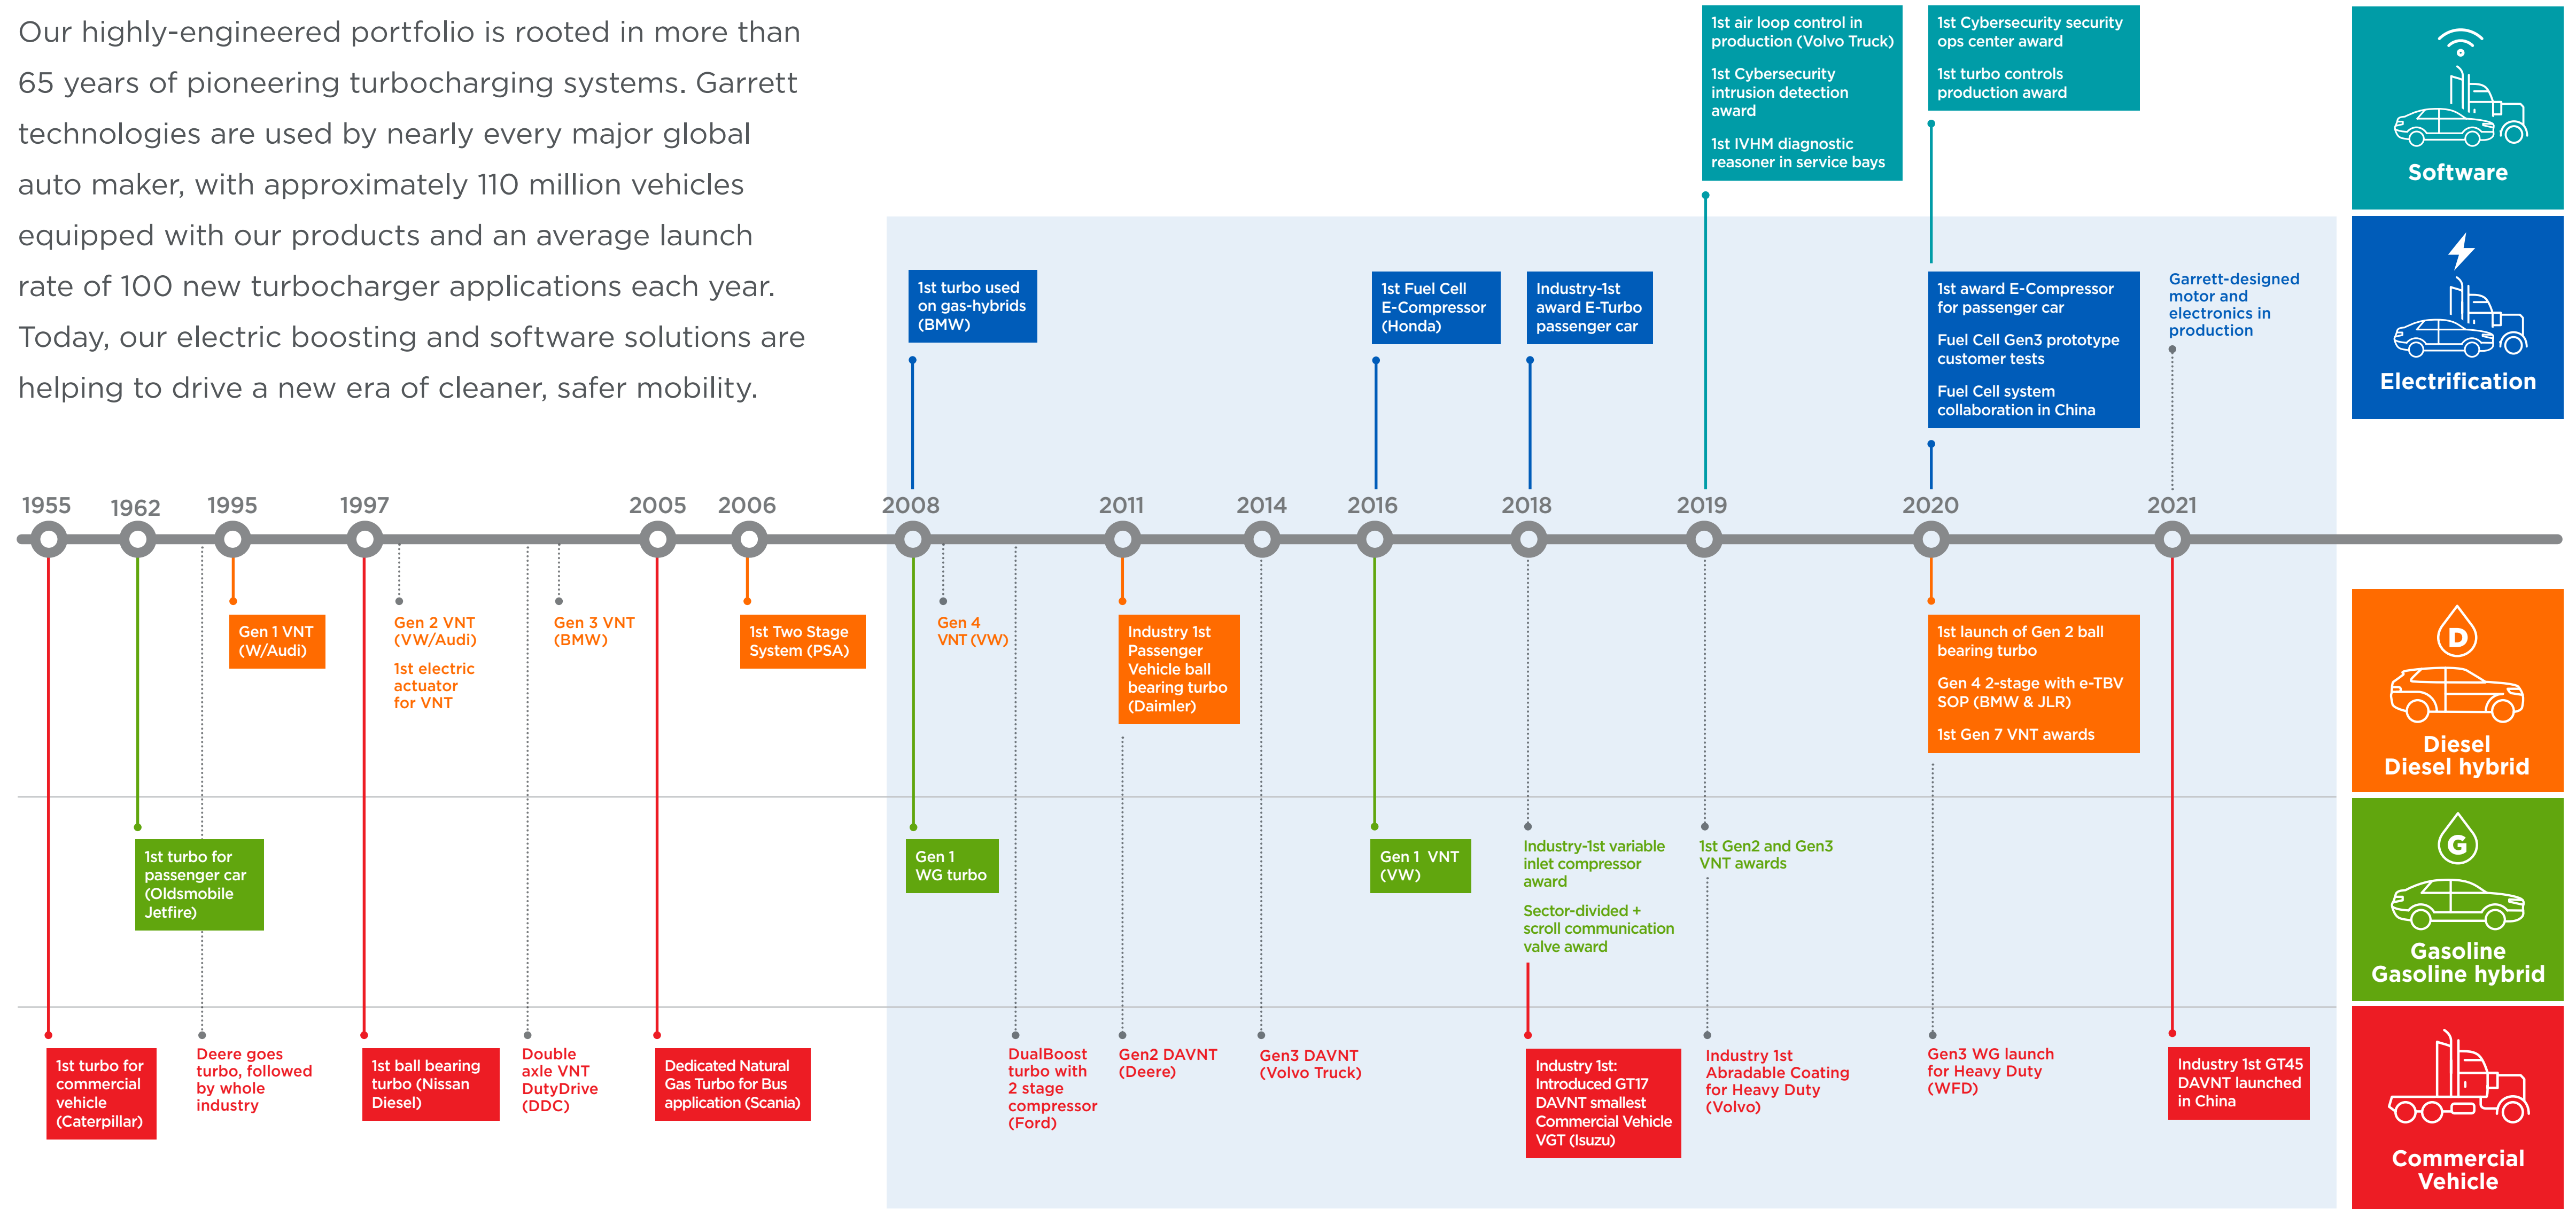 Our highly-engineered portfolio is rooted in more than
65 years of pioneering turbocharging systems. Garrett
technologies are used by nearly every major global
auto maker, with approximately 110 million vehicles
equipped with our products and an average launch
rate of 100 new turbocharger applications each year.
Today, our electric boosting and software solutions are
helping to drive a new era of cleaner, safer mobility.
1st air loop control in
production (Volvo Truck)
1st Cybersecurity
intrusion detection
award
1st IVHM diagnostic
reasoner in service bays
1st Cybersecurity security
ops center award
1st turbo controls
production award
Software
1st turbo used
on gas-hybrids
(BMW)
1st Fuel Cell
E-Compressor
(Honda)
Industry-1st
award E-Turbo
passenger car
1st award E-Compressor
for passenger car
Fuel Cell Gen3 prototype
customer tests
Fuel Cell system
collaboration in China
Garrett-designed
motor and
electronics in
production
Electrification
1955
1962
1995
1997
2005
2006
2008
2011
2014
2016
2018
2019
2020
2021
Gen 1 VNT
(W/Audi)
Gen 2 VNT
(VW/Audi)
1st electric
actuator
for VNT
Gen 3 VNT
(BMW)
1st Two Stage
System (PSA)
Gen 4
VNT (VW)
Industry 1st
Passenger
Vehicle ball
bearing turbo
(Daimler)
1st launch of Gen 2 ball
bearing turbo
Gen 4 2-stage with e-TBV
SOP (BMW & JLR)
1st Gen 7 VNT awards
D
Diesel
Diesel hybrid
1st turbo for
passenger car
(Oldsmobile
Jetfire)
Gen 1
WG turbo
Gen 1 VNT
(VW)
Industry-1st variable
inlet compressor
award
Sector-divided +
scroll communication
valve award
1st Gen2 and Gen3
VNT awards
G
Gasoline
Gasoline hybrid
1st turbo for
commercial
vehicle
(Caterpillar)
Deere goes
turbo, followed
by whole
industry
1st ball bearing
turbo (Nissan
Diesel)
Double
axle VNT
DutyDrive
(DDC)
Dedicated Natural
Gas Turbo for Bus
application (Scania)
DualBoost
turbo with
2 stage
compressor
(Ford)
Gen2 DAVNT
(Deere)
Gen3 DAVNT
(Volvo Truck)
Industry 1st:
Introduced GT17
DAVNT smallest
Commercial Vehicle
VGT (Isuzu)
Industry 1st
Abradable Coating
for Heavy Duty
(Volvo)
Gen3 WG launch
for Heavy Duty
(WFD)
Industry 1st GT45
DAVNT launched
in China
Commercial
Vehicle